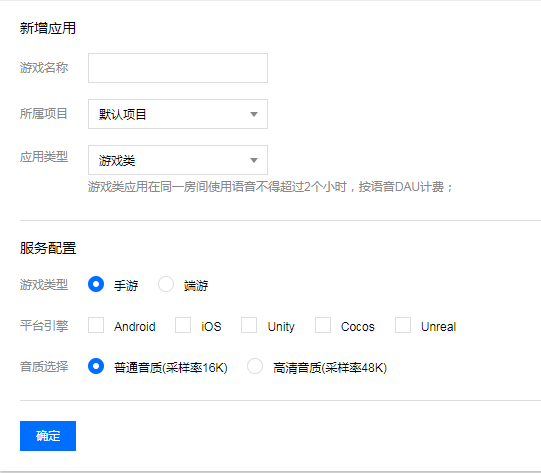 新增应用
游戏名称
所属项目 默认项目
应用类型 游戏类
游戏类应用在同一房间使用语音不得超过2个小时，按语音DAU计费；
服务配置
游戏类型 手游 端游
平台引擎 Android iOS Unity Cocos Unreal
音质选择 普通音质(采样率16K) 高清音质(采样率48K)
确定